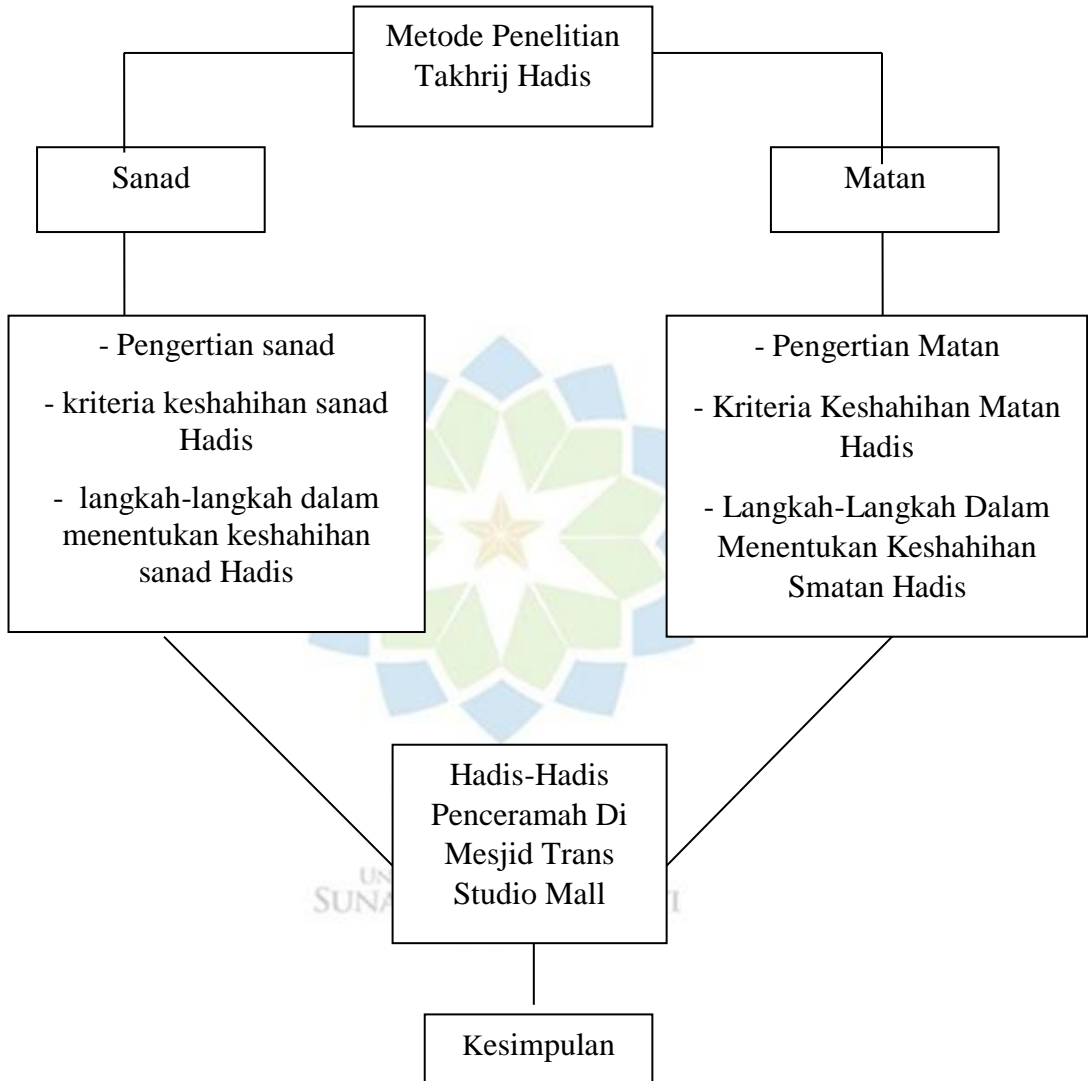 Metode Penelitian
Takhrij Hadis
Sanad
Matan
- Pengertian sanad
- kriteria keshahihan sanad
Hadis
- langkah-langkah dalam
menentukan keshahihan
sanad Hadis
- Pengertian Matan
- Kriteria Keshahihan Matan
Hadis
- Langkah-Langkah Dalam
Menentukan Keshahihan
Smatan Hadis
Hadis-Hadis
Penceramah Di
Mesjid Trans
Studio Mall
Kesimpulan